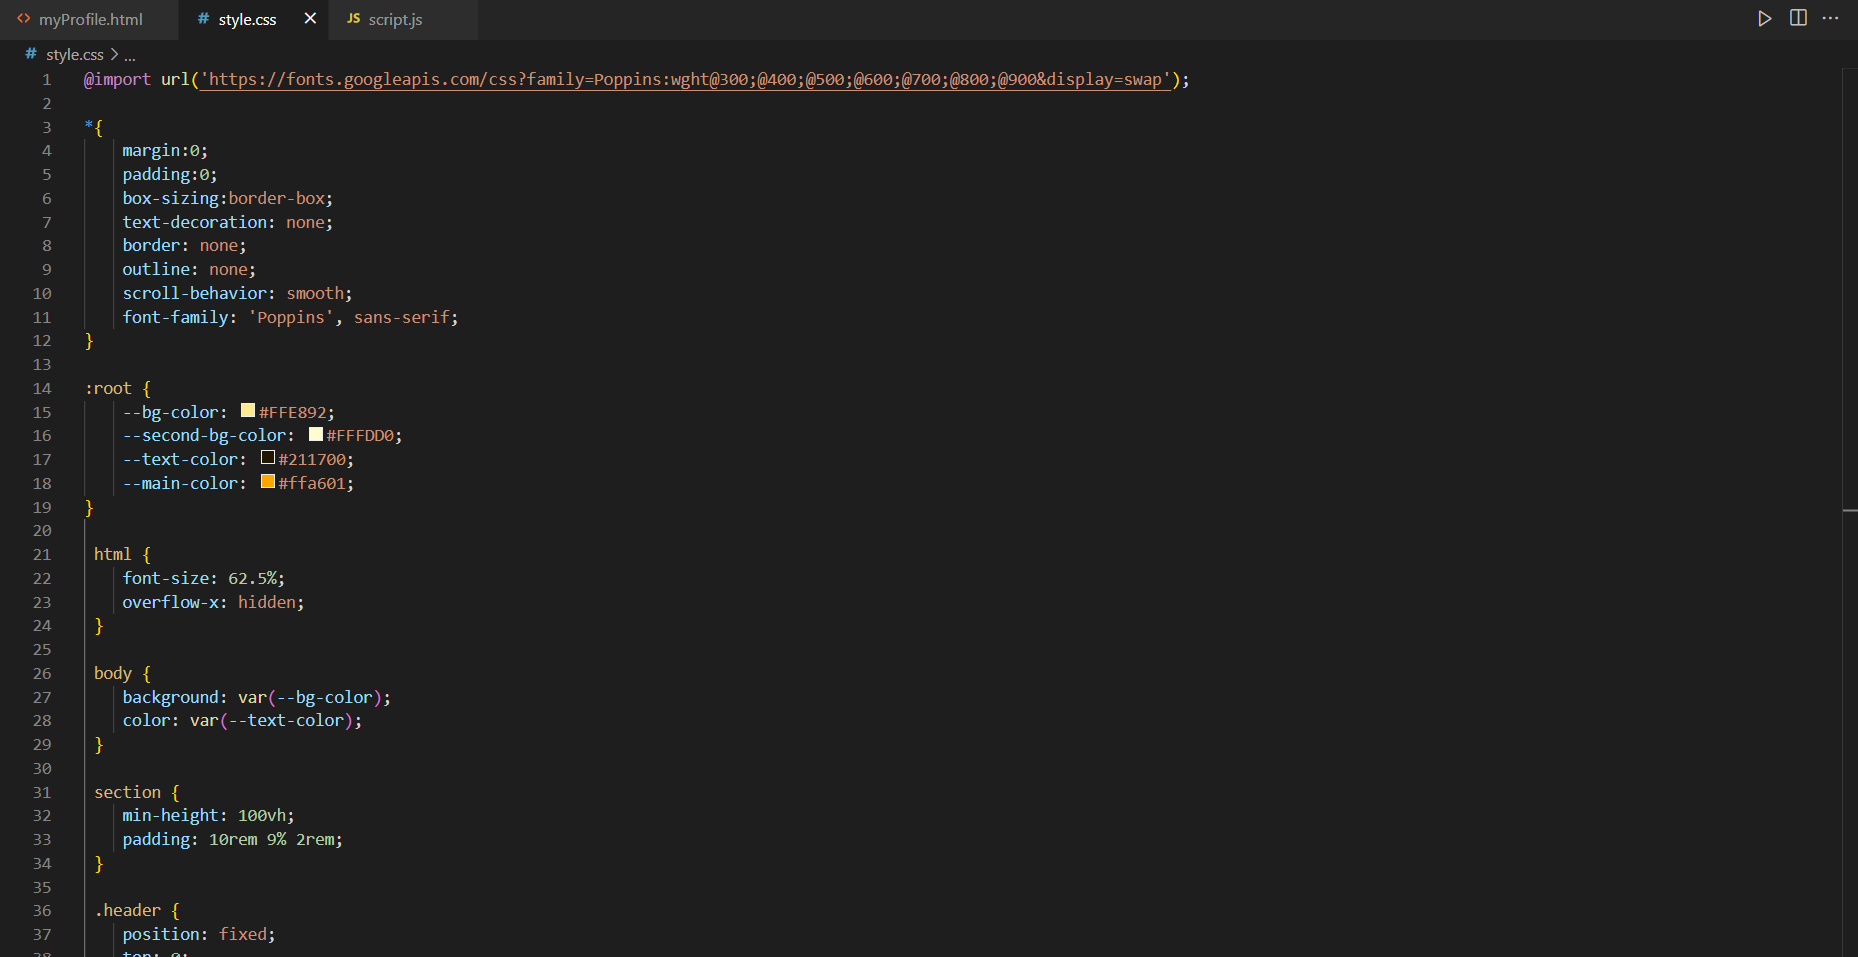 myProfile.html
# style.css
JS script.js
# style.css > ...
1 @import url('https://fonts.googleapis.com/css?family=Poppins:wght@300;@400;@500;@600;@700;@800;@900&display=swap');
2
3 *{
4 margin:0;
5 padding:0;
6 box-sizing:border-box;
7 text-decoration: none;
8 border: none;
9 outline: none;
10 scroll-behavior: smooth;
11 font-family: 'Poppins', sans-serif;
12 }
13
14 :root {
15 --bg-color: #FFE892;
16 --second-bg-color: #FFFDD0;
17 --text-color: #211700;
18 --main-color: #ffa601;
19 }
20
21 html {
22 font-size: 62.5%;
23 overflow-x: hidden;
24 }
25
26 body {
27 background: var(--bg-color);
28 color: var(--text-color);
29 }
30
31 section {
32 min-height: 100vh;
33 padding: 10rem 9% 2rem;
34 }
35
36 .header {
37 position: fixed;
38 top: 0;